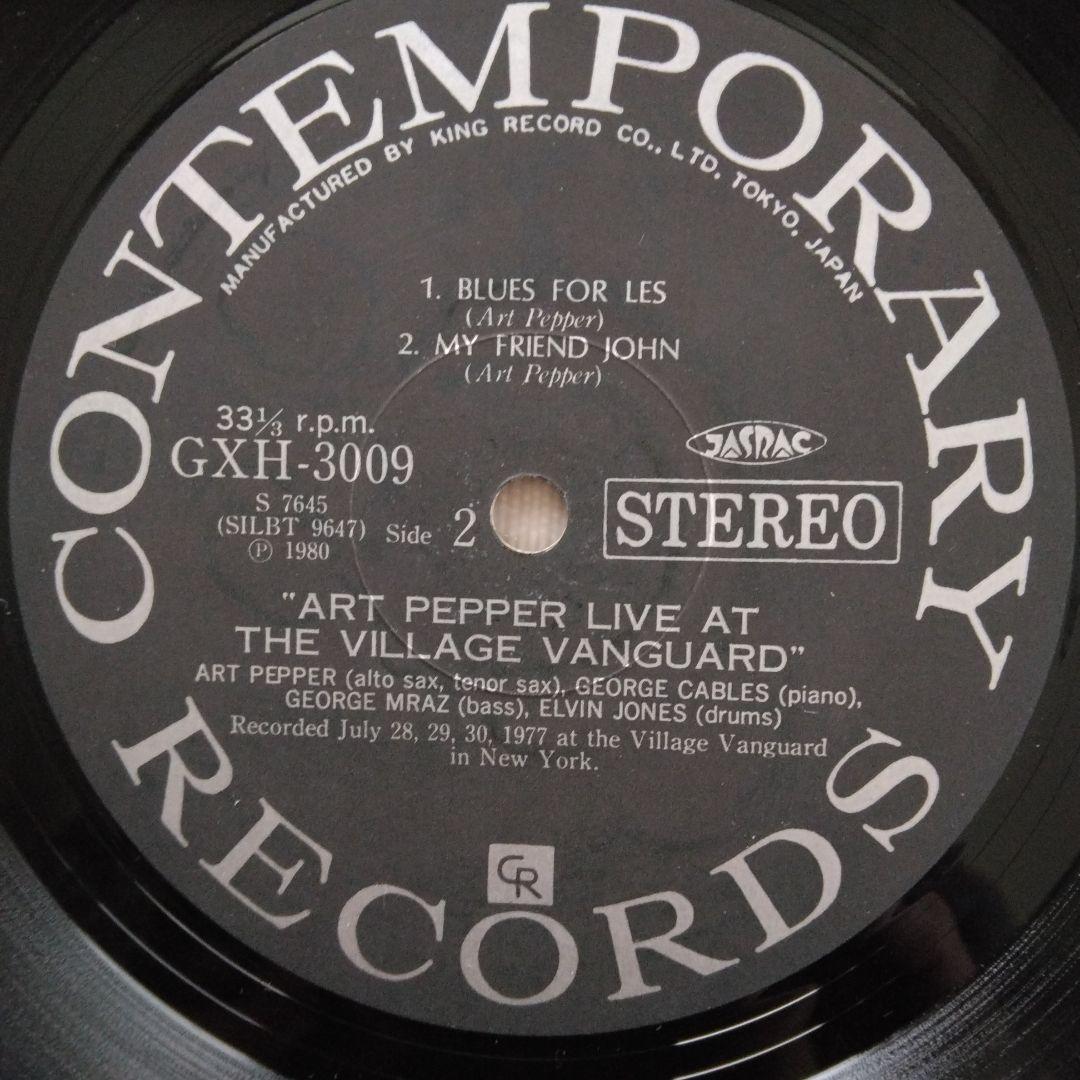 CONTEMPORARY
MANUFACTURED BY KING RECORD CO., LTD. TOKYO, JAPAN
1. BLUES FOR LES
(Art Pepper)
2. MY FRIEND JOHN
(Art Pepper)
33⅓ r.p.m.
GXH-3009
S 7645
(SILBT 9647)
Ⓟ 1980
Side 2
JASRAC
STEREO
"ART PEPPER LIVE AT
THE VILLAGE VANGUARD"
ART PEPPER (alto sax, tenor sax), GEORGE CABLES (piano),
GEORGE MRAZ (bass), ELVIN JONES (drums)
Recorded July 28, 29, 30, 1977 at the Village Vanguard
in New York.
CR
RECORDS